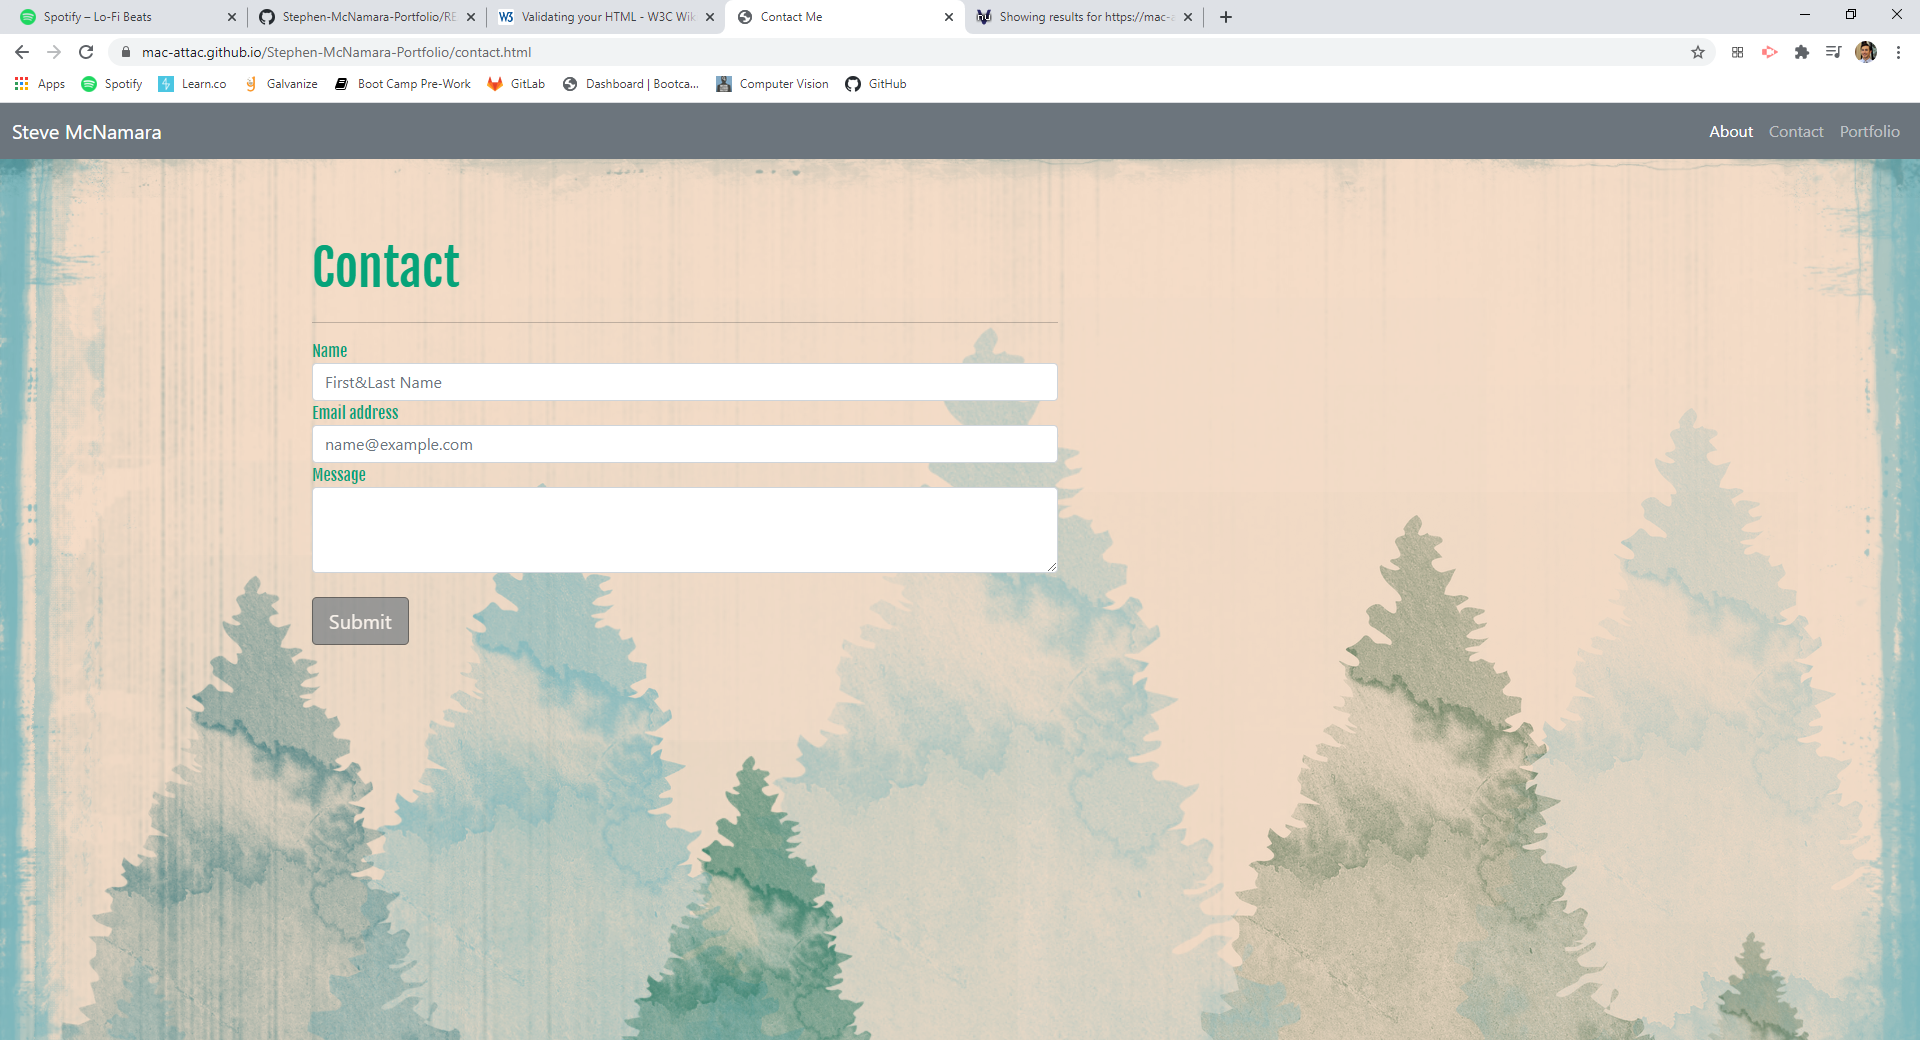 Spotify – Lo-Fi Beats
Stephen-McNamara-Portfolio/RE
W3 Validating your HTML - W3C Wik
Contact Me
nu Showing results for https://mac-a
mac-attac.github.io/Stephen-McNamara-Portfolio/contact.html
Apps Spotify Learn.co Galvanize Boot Camp Pre-Work GitLab Dashboard | Bootca... Computer Vision GitHub
Steve McNamara About Contact Portfolio
Contact
Name
First&Last Name
Email address
name@example.com
Message
Submit